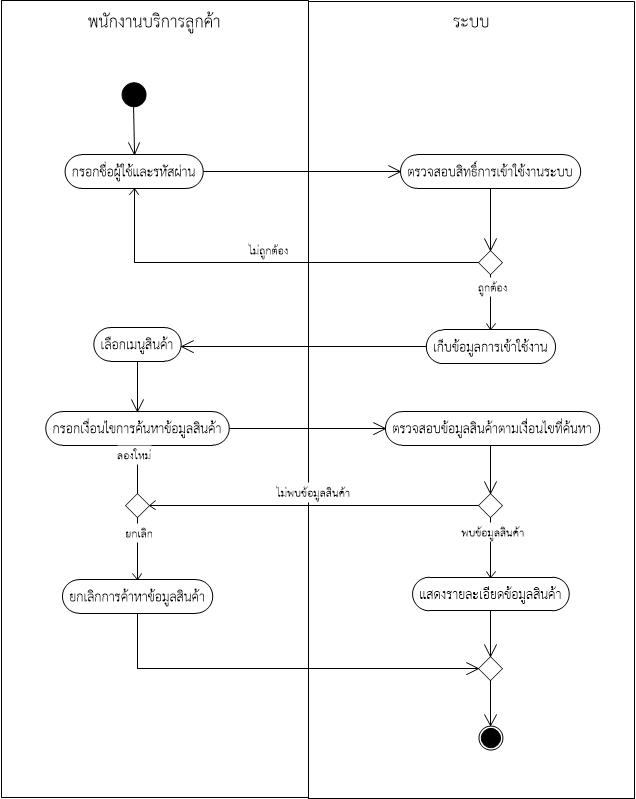 พนักงานบริการลูกค้า
ระบบ
กรอกชื่อผู้ใช้และรหัสผ่าน
ตรวจสอบสิทธิ์การเข้าใช้งานระบบ
ไม่ถูกต้อง
ถูกต้อง
เลือกเมนูสินค้า
เก็บข้อมูลการเข้าใช้งาน
กรอกเงื่อนไขการค้นหาข้อมูลสินค้า
ตรวจสอบข้อมูลสินค้าตามเงื่อนไขที่ค้นหา
ลองใหม่
ไม่พบข้อมูลสินค้า
ยกเลิก
พบข้อมูลสินค้า
ยกเลิกการค้าหาข้อมูลสินค้า
แสดงรายละเอียดข้อมูลสินค้า